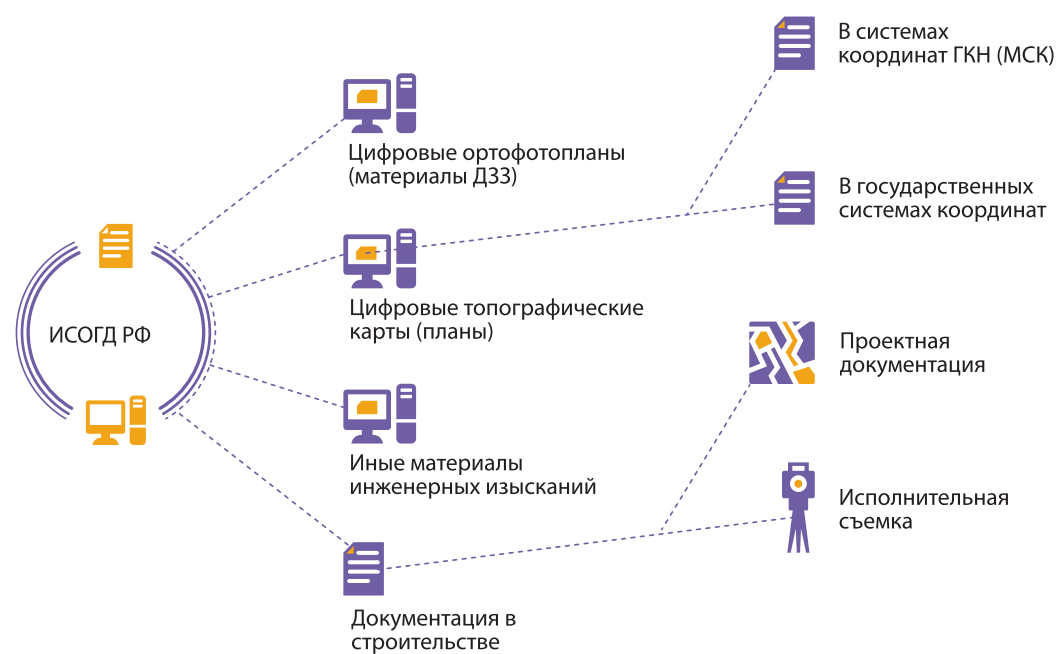 ИСОГД РФ
Цифровые ортофотопланы
(материалы ДЗЗ)
Цифровые топографические
карты (планы)
Иные материалы
инженерных изысканий
Документация в
строительстве
В системах
координат ГКН (МСК)
В государственных
системах координат
Проектная
документация
Исполнительная
съемка